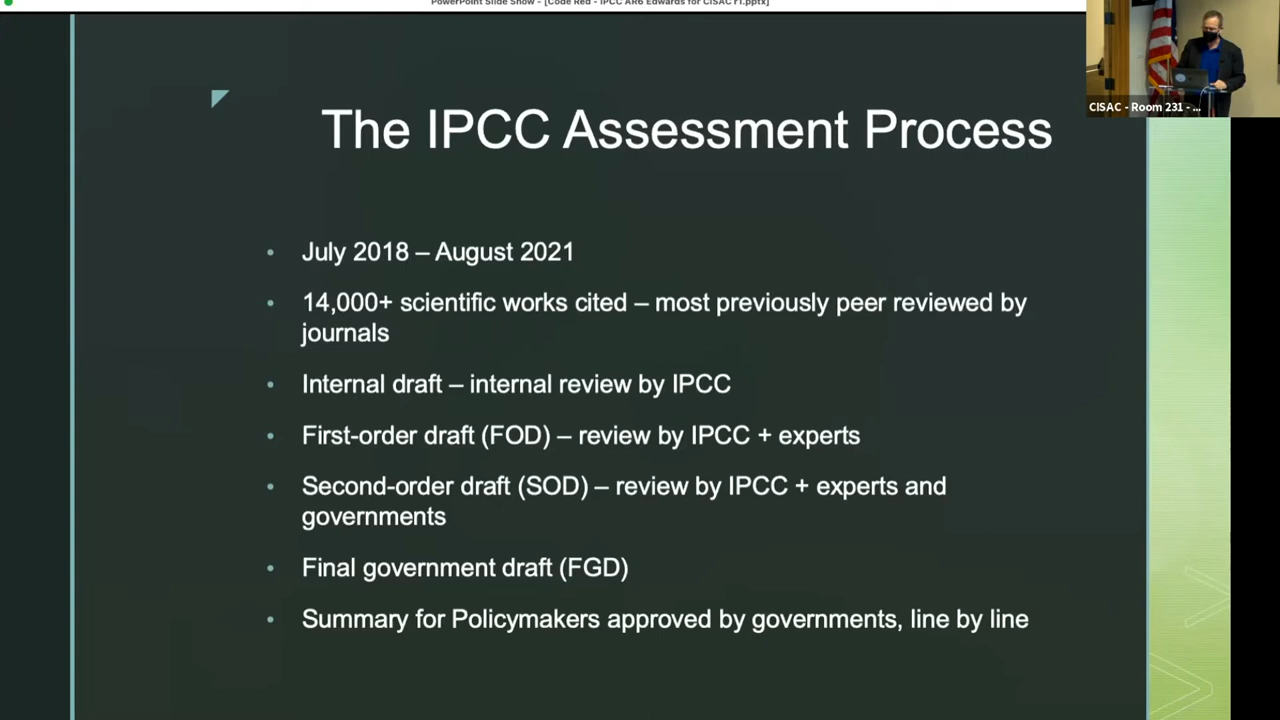 PowerPoint Slide Show - [Code Red - IPCC AR6 Edwards for CISAC r1.pptx]
CISAC - Room 231 - ...
The IPCC Assessment Process
• July 2018 – August 2021
• 14,000+ scientific works cited – most previously peer reviewed by
journals
• Internal draft – internal review by IPCC
• First-order draft (FOD) – review by IPCC + experts
• Second-order draft (SOD) – review by IPCC + experts and
governments
• Final government draft (FGD)
• Summary for Policymakers approved by governments, line by line